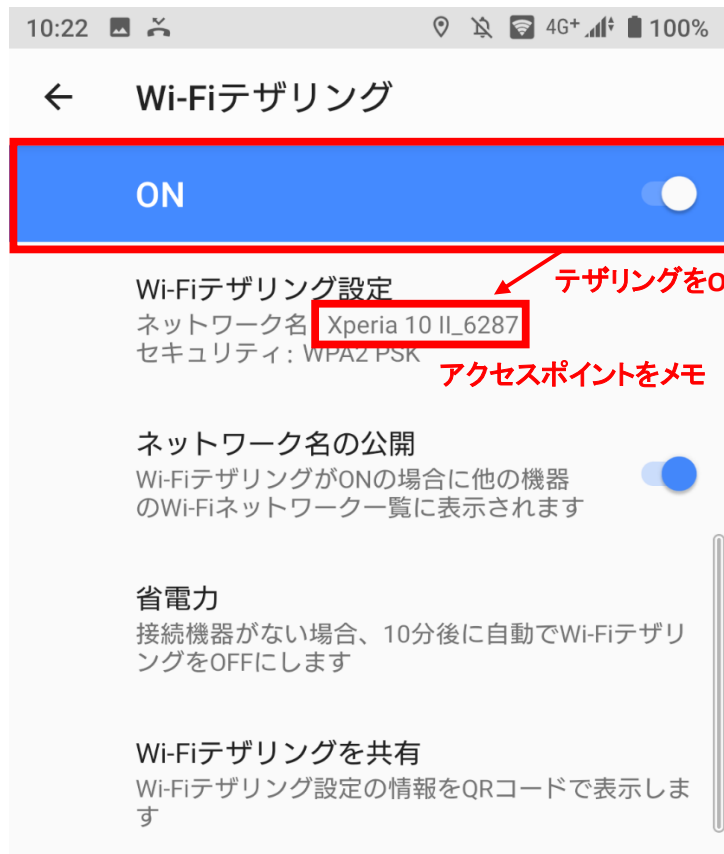 10:22 4G+ 100%
Wi-Fiテザリング
ON
テザリングを
Wi-Fiテザリング設定
ネットワーク名 Xperia 10 II_6287
セキュリティ: WPA2 PSK
アクセスポイントをメモ
ネットワーク名の公開
Wi-FiテザリングがONの場合に他の機器
のWi-Fiネットワーク一覧に表示されます
省電力
接続機器がない場合、10分後に自動でWi-Fiテザリ
ングをOFFにします
Wi-Fiテザリングを共有
Wi-Fiテザリング設定の情報をQRコードで表示しま
す